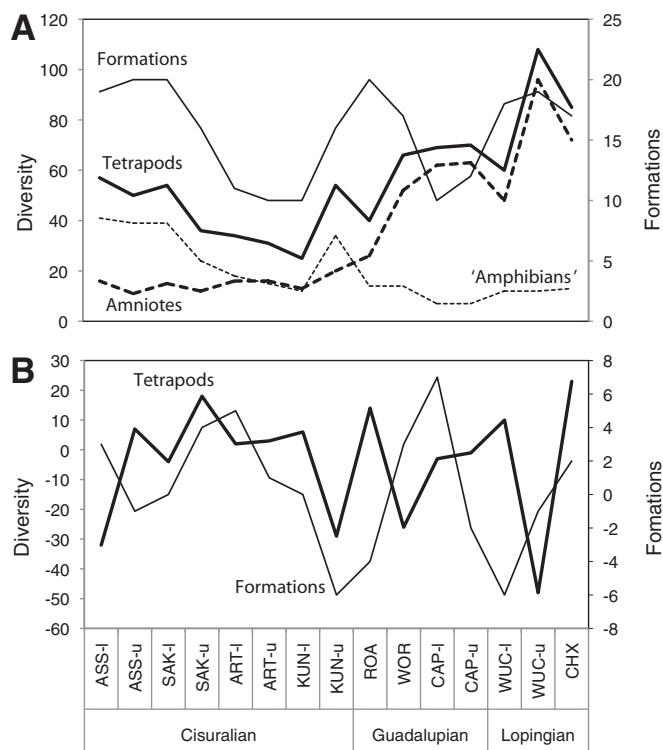 A
120
100
80
60
40
20
0
Diversity
25
20
15
10
5
0
Formations
Formations
Tetrapods
Amniotes
'Amphibians'
B
30
20
10
0
-10
-20
-30
-40
-50
-60
Diversity
8
6
4
2
0
-2
-4
-6
-8
Fomations
Tetrapods
Formations
ASS-l
ASS-u
SAK-l
SAK-u
ART-l
ART-u
KUN-l
KUN-u
ROA
WOR
CAP-l
CAP-u
WUC-l
WUC-u
CHX
Cisuralian
Guadalupian
Lopingian